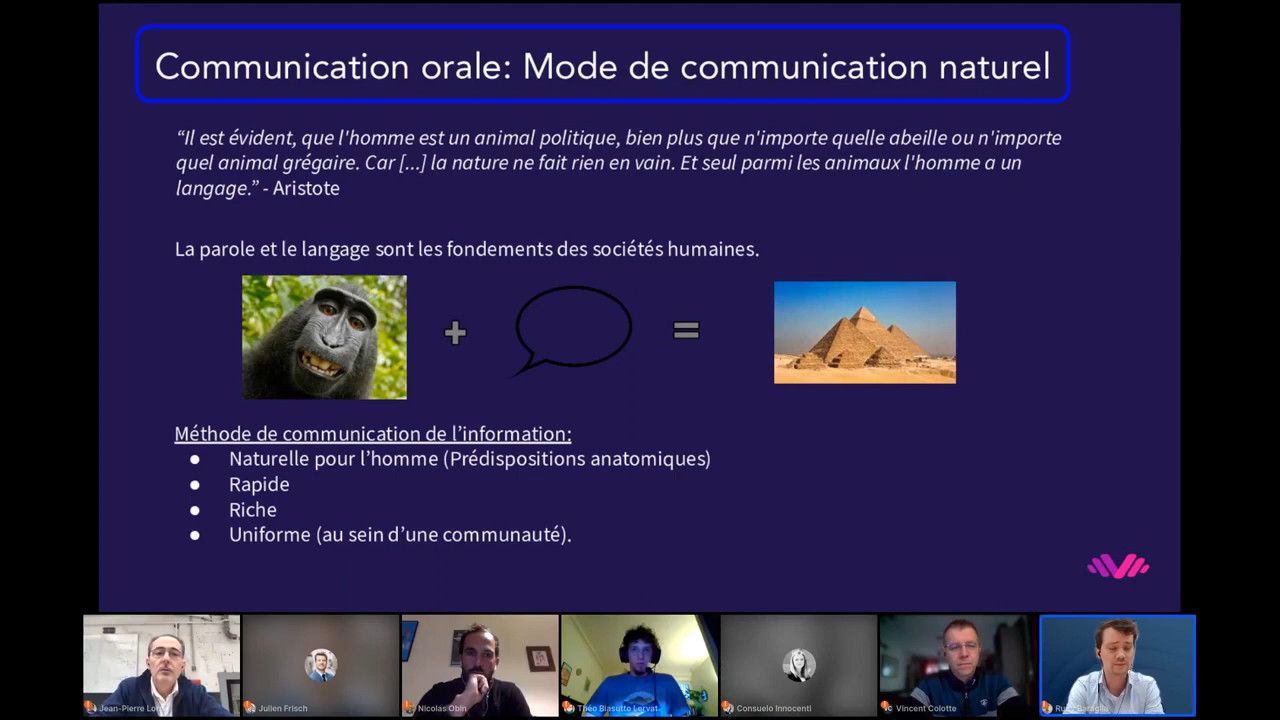 Communication orale: Mode de communication naturel
“Il est évident, que l'homme est un animal politique, bien plus que n'importe quelle abeille ou n'importe
quel animal grégaire. Car [...] la nature ne fait rien en vain. Et seul parmi les animaux l'homme a un
langage.” - Aristote
La parole et le langage sont les fondements des sociétés humaines.
+
=
Méthode de communication de l’information:
● Naturelle pour l’homme (Prédispositions anatomiques)
● Rapide
● Riche
● Uniforme (au sein d’une communauté).
Jean-Pierre
Julien Frisch
Nicolas Obin
Théo Biasutto Lervat
Consuelo Innocenti
Vincent Colotte